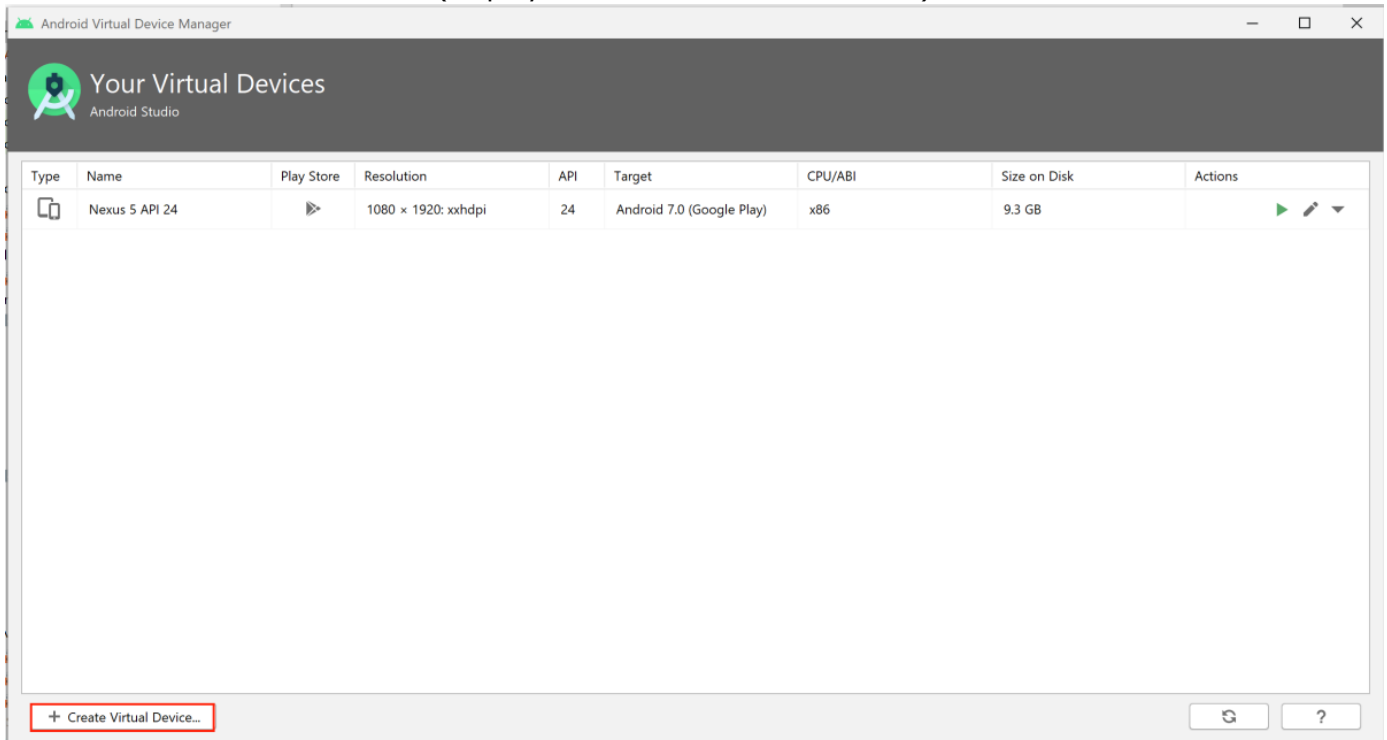 Android Virtual Device Manager
Your Virtual Devices
Android Studio
Type Name Play Store Resolution API Target CPU/ABI Size on Disk Actions
Nexus 5 API 24 1080 × 1920: xxhdpi 24 Android 7.0 (Google Play) x86 9.3 GB
+ Create Virtual Device... ?